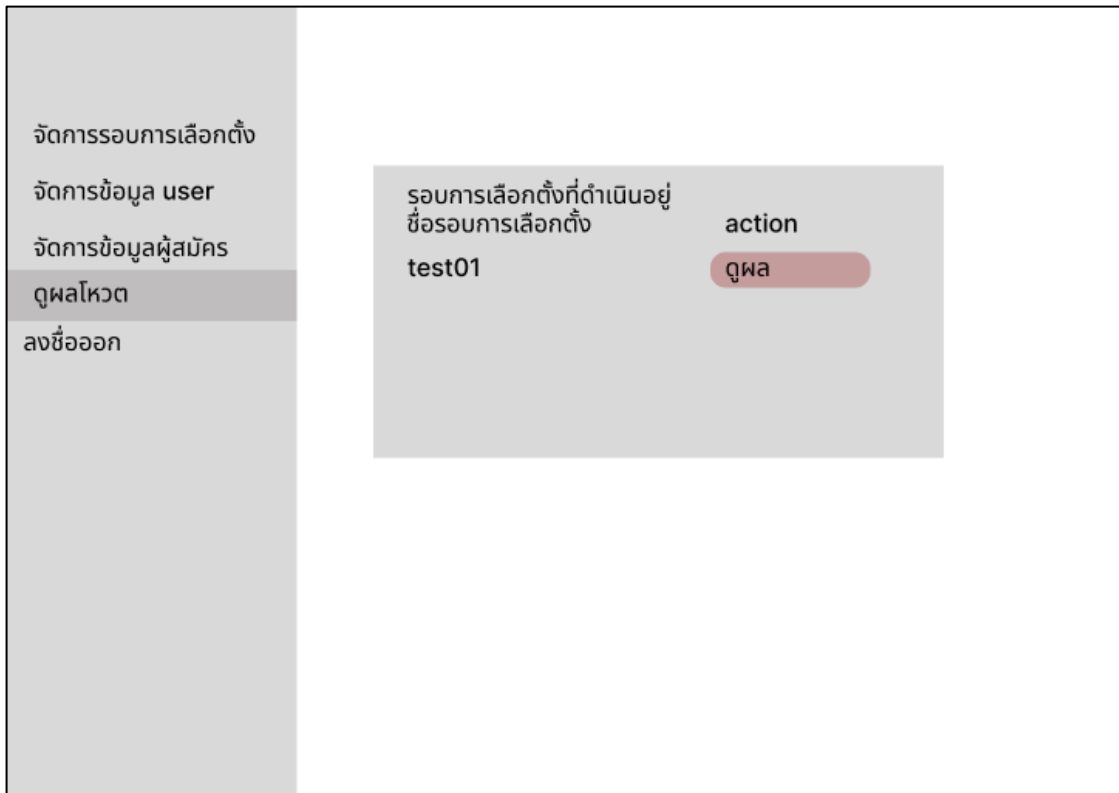 จัดการรอบการเลือกตั้ง
จัดการข้อมูล user
จัดการข้อมูลผู้สมัคร
ดูผลโหวต
ลงชื่อออก
รอบการเลือกตั้งที่ดำเนินอยู่
ชื่อรอบการเลือกตั้ง action
test01 ดูผล